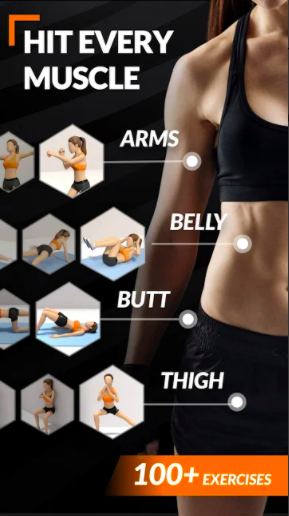 HIT EVERY
MUSCLE
ARMS
BELLY
BUTT
THIGH
100+ EXERCISES